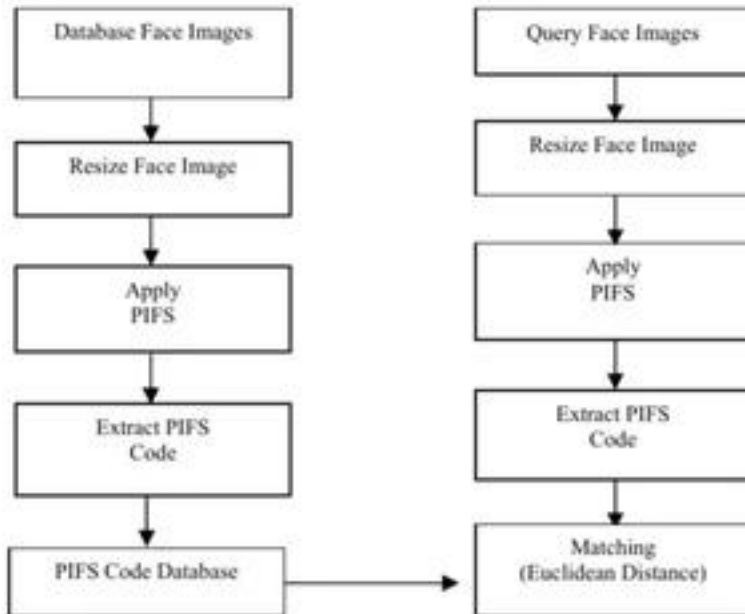 Database Face Images
Resize Face Image
Apply
PIFS
Extract PIFS
Code
PIFS Code Database
Query Face Images
Resize Face Image
Apply
PIFS
Extract PIFS
Code
Matching
(Euclidean Distance)